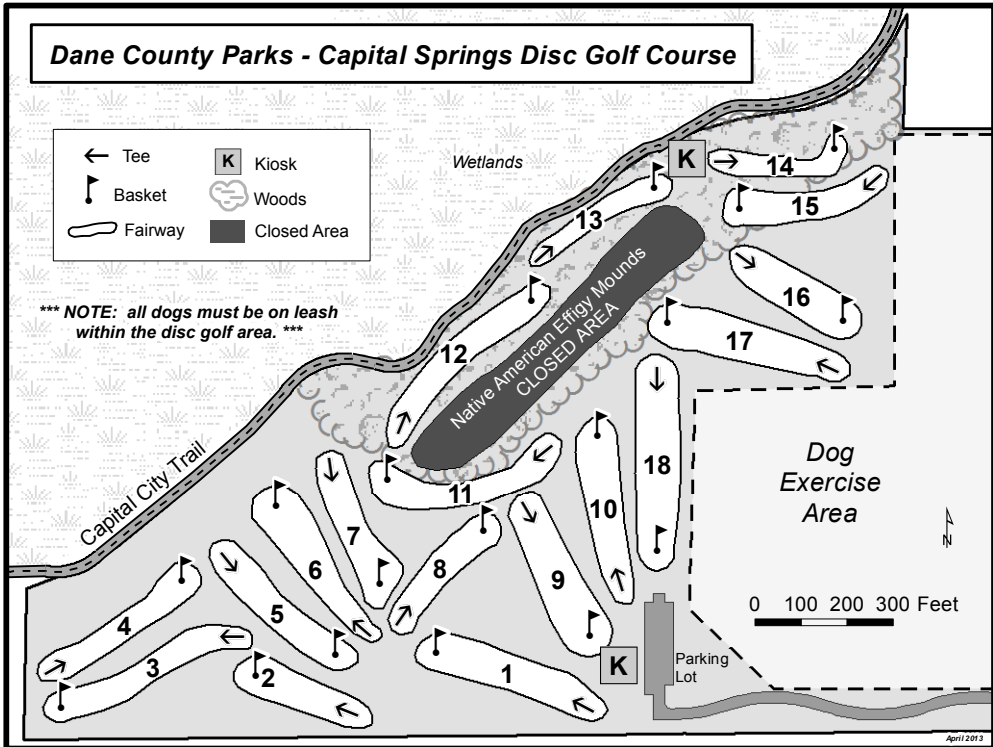 Dane County Parks - Capital Springs Disc Golf Course
Tee
Basket
Fairway
K
Kiosk
Woods
Closed Area
Wetlands
*** NOTE: all dogs must be on leash
within the disc golf area. ***
K
14
15
13
16
17
12
Native American Effigy Mounds
CLOSED AREA
18
11
10
Capital City Trail
7
6
8
9
5
4
3
2
1
Dog
Exercise
Area
N
0 100 200 300 Feet
K
Parking
Lot
April 2013